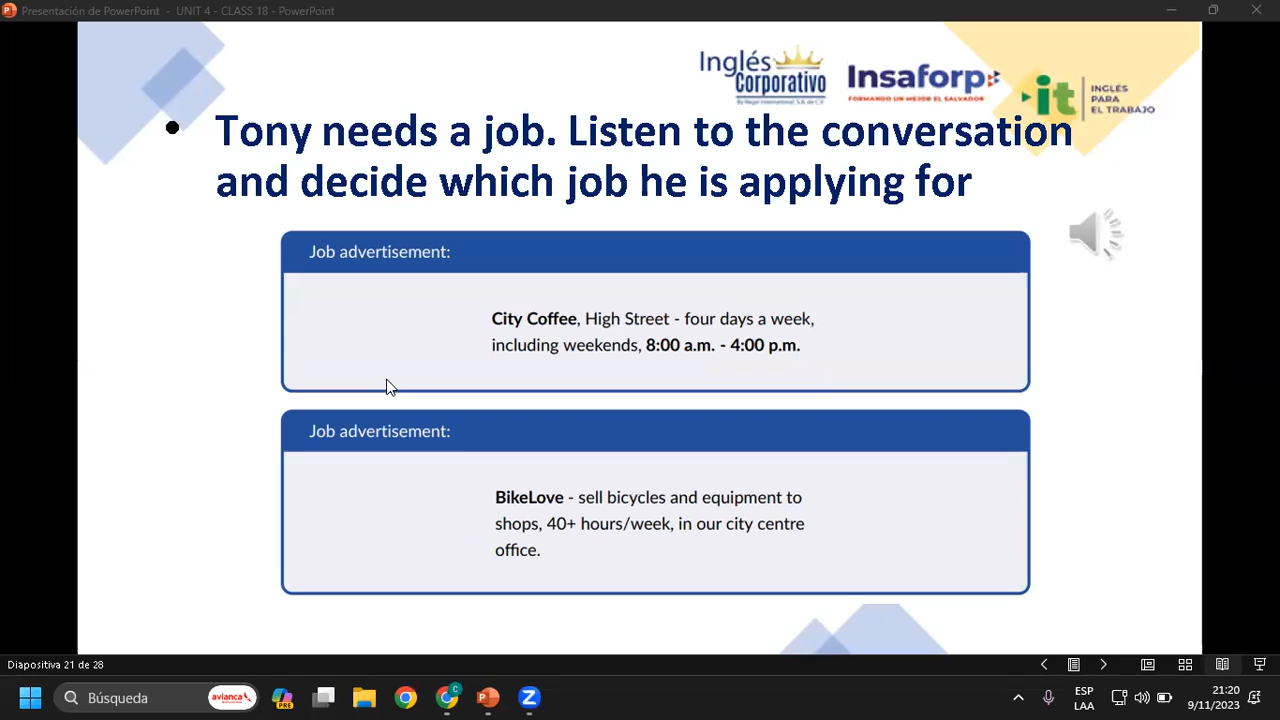 Presentación de PowerPoint - UNIT 4 - CLASS 18 - PowerPoint
Inglés
Corporativo
Insaforp
FORMANDO UN MEJOR EL SALVADOR
it
INGLÉS
PARA
EL TRABAJO
• Tony needs a job. Listen to the conversation
and decide which job he is applying for
Job advertisement:
City Coffee, High Street - four days a week,
including weekends, 8:00 a.m. - 4:00 p.m.
Job advertisement:
BikeLove - sell bicycles and equipment to
shops, 40+ hours/week, in our city centre
office.
Diapositiva 21 de 28
Búsqueda
avianca
PRE
C
ESP
LAA
21:20
9/11/2023